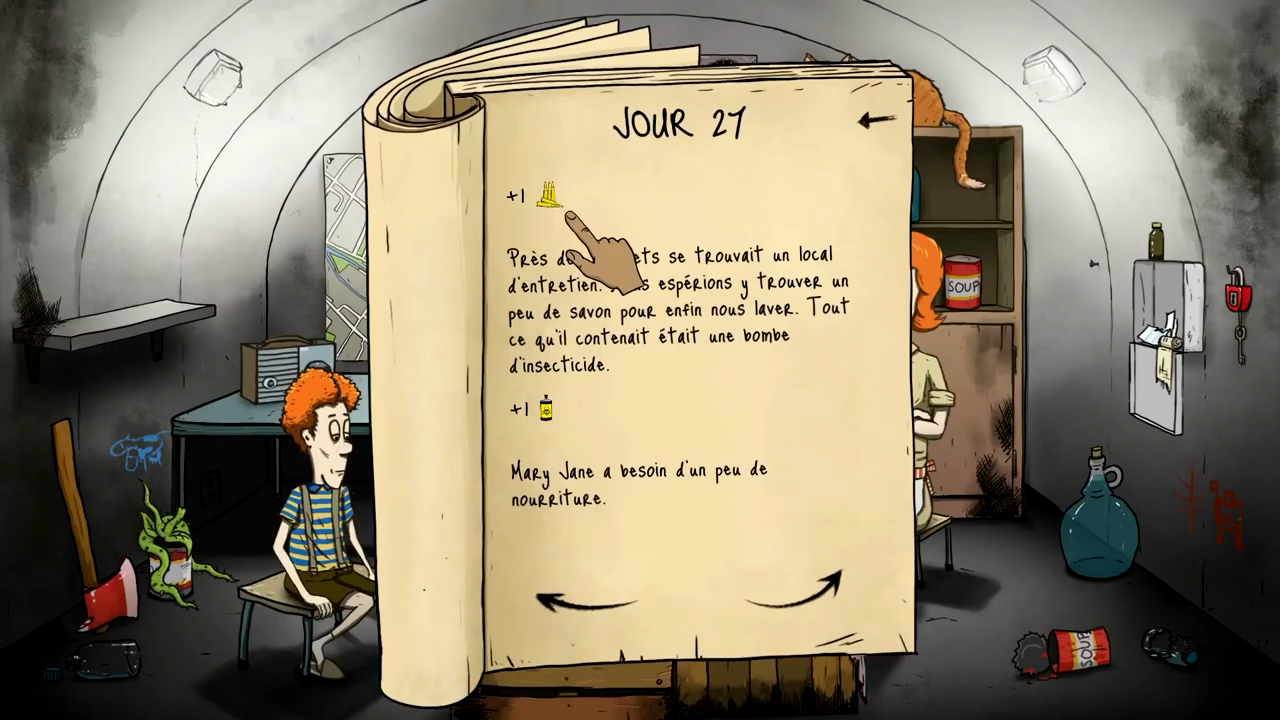 JOUR 27
+1
Près ets se trouvait un local
d'entretien. espérions y trouver un
peu de savon pour enfin nous laver. Tout
ce qu'il contenait était une bombe
d'insecticide.
+1
Mary Jane a besoin d'un peu de
nourriture.
SOUP
SOUP